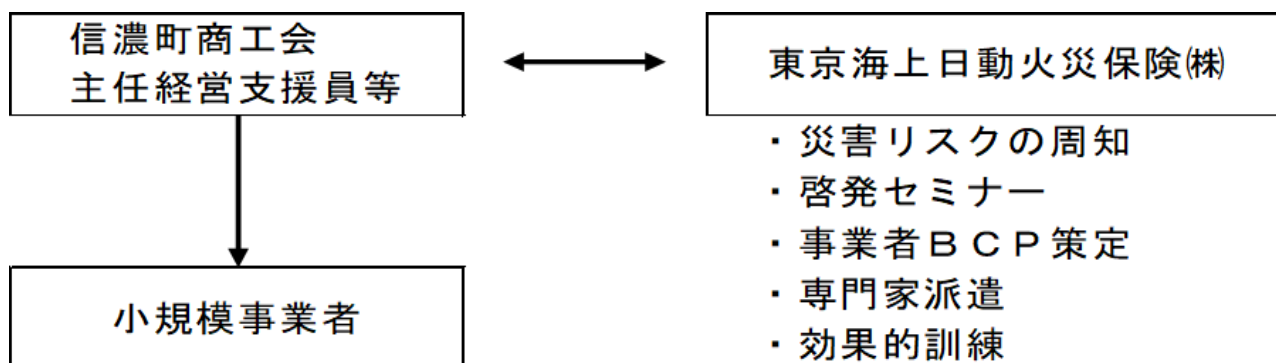 信濃町商工会
主任経営支援員等
東京海上日動火災保険㈱
・災害リスクの周知
・啓発セミナー
・事業者ＢＣＰ策定
・専門家派遣
・効果的訓練
小規模事業者